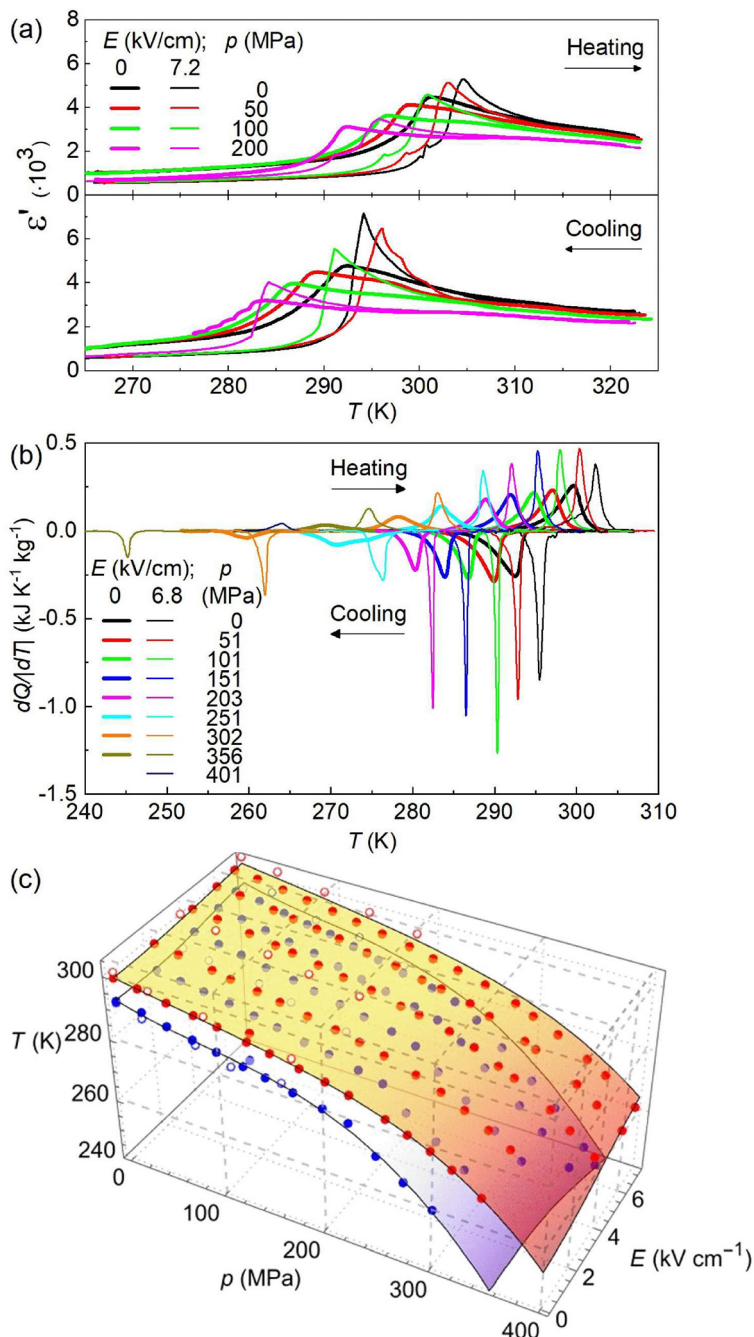 (a)
E (kV/cm); p (MPa)
0 7.2
0
50
100
200
Heating
8
6
4
2
0
ε' (·10³)
Cooling
8
6
4
2
0
270 280 290 300 310 320
T (K)
(b)
0.5
0.0
-0.5
-1.0
-1.5
dQ/|dT| (kJ K⁻¹ kg⁻¹)
Heating
Cooling
E (kV/cm); p
0 6.8 (MPa)
0
51
101
151
203
251
302
356
401
240 250 260 270 280 290 300 310
T (K)
(c)
300
T (K)
280
260
240
0
100
200
300
400
p (MPa)
6
4
2
0
E (kV cm⁻¹)